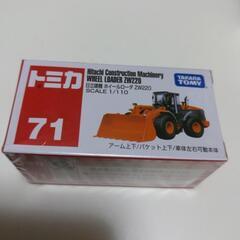 トミカ
71
Hitachi Construction Machinery
WHEEL LOADER ZW220
日立建機 ホイールローダ ZW220
SCALE 1/110
TAKARA
TOMY
アーム上下/バケット上下/車体左右可動本体